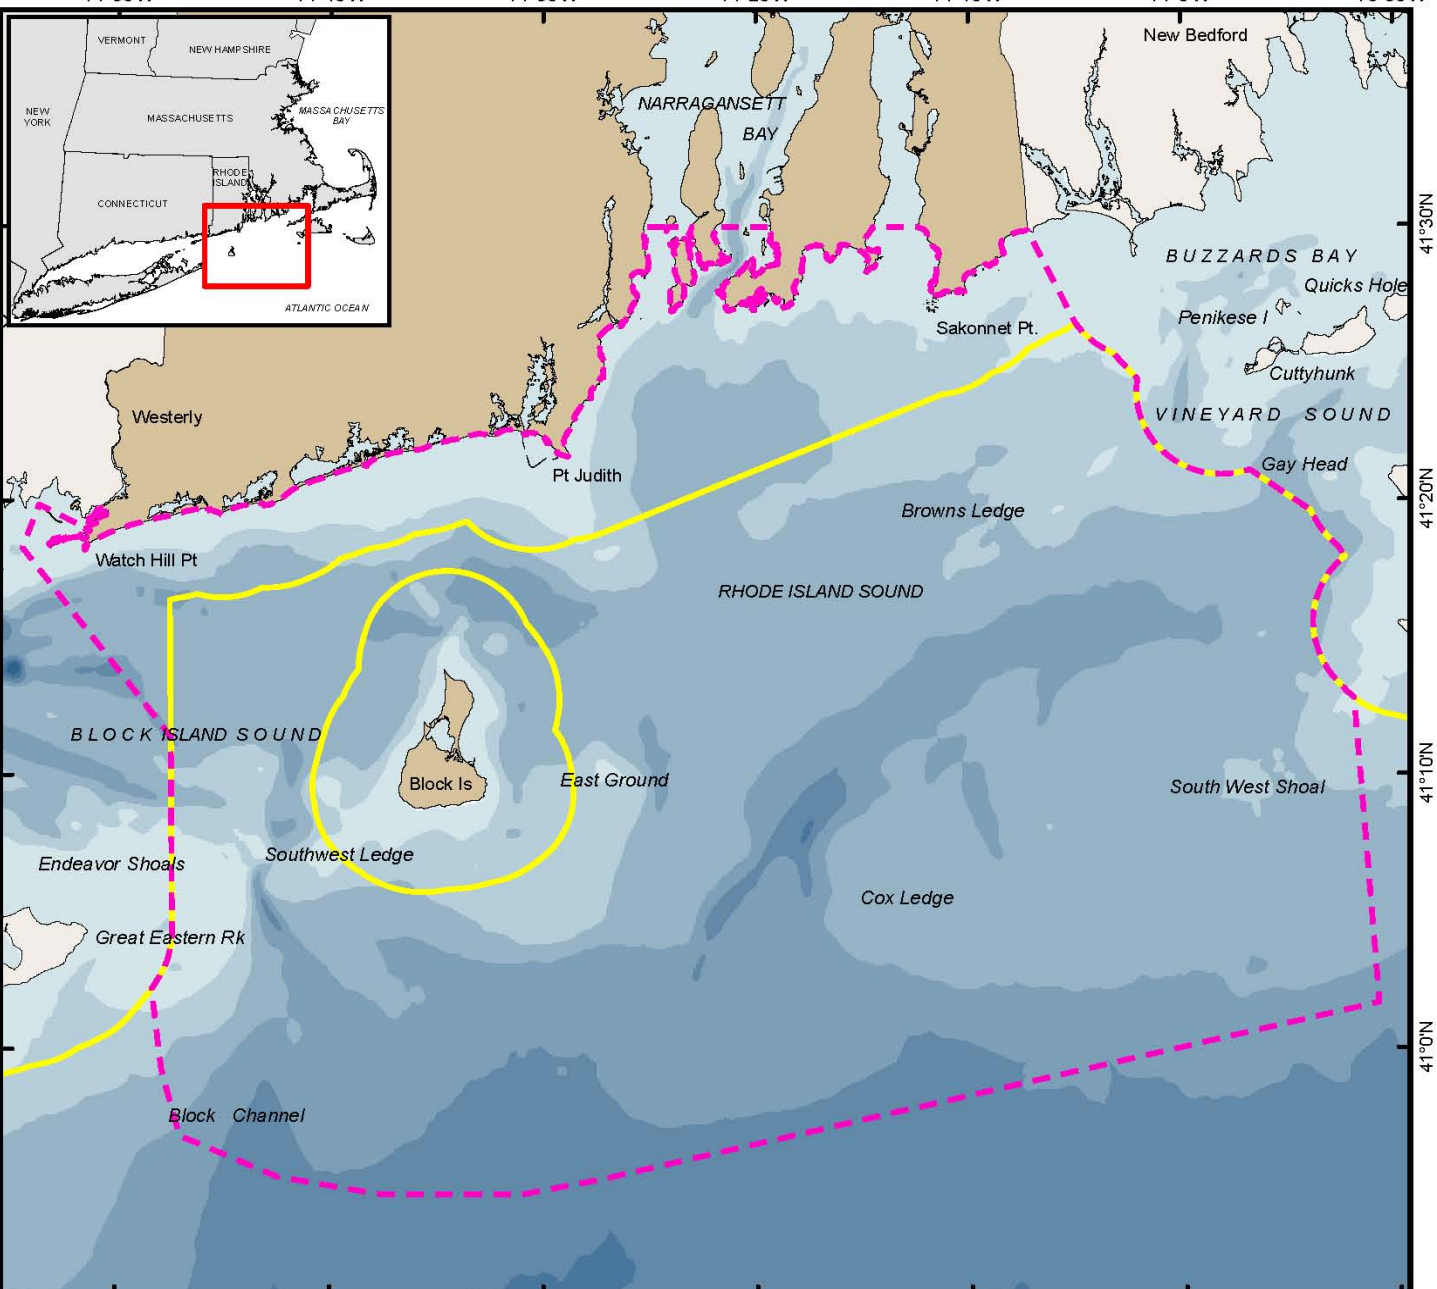 VERMONT
NEW HAMPSHIRE
NEW
YORK
MASSACHUSETTS
MASSACHUSETTS
BAY
RHODE
ISLAND
CONNECTICUT
ATLANTIC OCEAN
New Bedford
NARRAGANSETT
BAY
41°30'N
BUZZARDS BAY
Quicks Hole
Penikese I
Sakonnet Pt.
Cuttyhunk
Westerly
VINEYARD SOUND
Gay Head
Pt Judith
41°20'N
Browns Ledge
Watch Hill Pt
RHODE ISLAND SOUND
BLOCK ISLAND SOUND
41°10'N
Block Is
East Ground
South West Shoal
Southwest Ledge
Endeavor Shoals
Cox Ledge
Great Eastern Rk
41°0'N
Block Channel